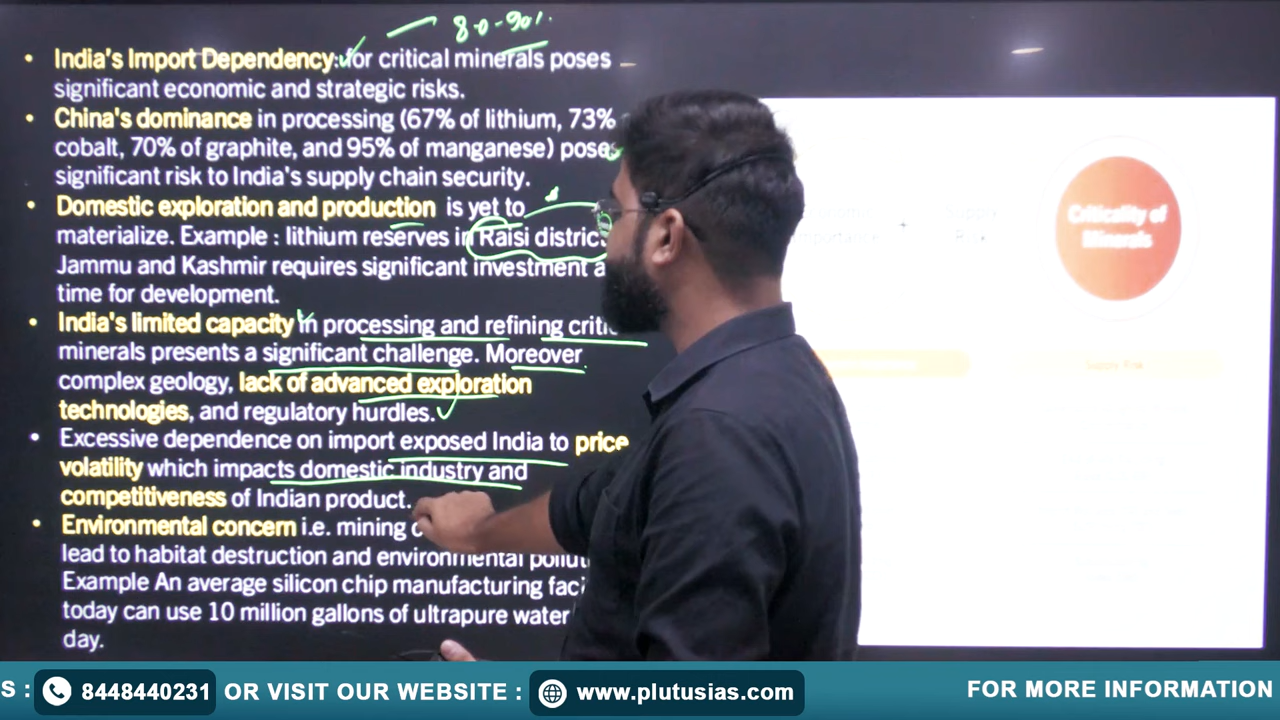 80-90%.
• India's Import Dependency: for critical minerals poses
significant economic and strategic risks.
• China's dominance in processing (67% of lithium, 73%
cobalt, 70% of graphite, and 95% of manganese) poses
significant risk to India's supply chain security.
• Domestic exploration and production is yet to
materialize. Example : lithium reserves in Raisi district
Jammu and Kashmir requires significant investment a
time for development.
• India's limited capacity in processing and refining critic
minerals presents a significant challenge. Moreover
complex geology, lack of advanced exploration
technologies, and regulatory hurdles.
• Excessive dependence on import exposed India to price
volatility which impacts domestic industry and
competitiveness of Indian product.
• Environmental concern i.e. mining
lead to habitat destruction and environmental pollut
Example An average silicon chip manufacturing faci
today can use 10 million gallons of ultrapure water
day.
+ Supply
Risk
Criticality of
Minerals
Supply Risk
S : 8448440231 OR VISIT OUR WEBSITE : www.plutusias.com FOR MORE INFORMATION